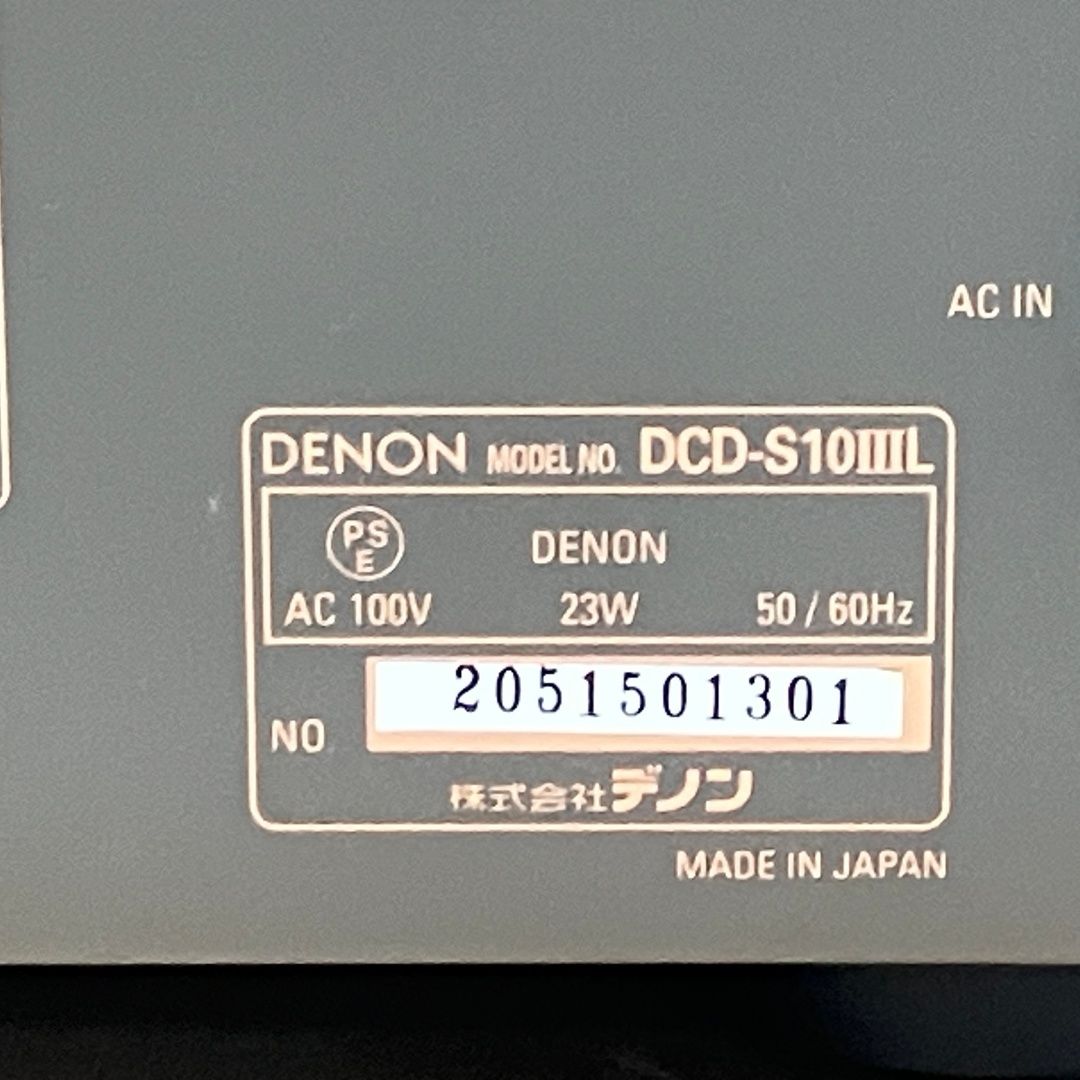 AC IN
DENON MODEL NO. DCD-S10IIIL
PSE
DENON
AC 100V 23W 50 / 60Hz
NO 2051501301
株式会社デノン
MADE IN JAPAN